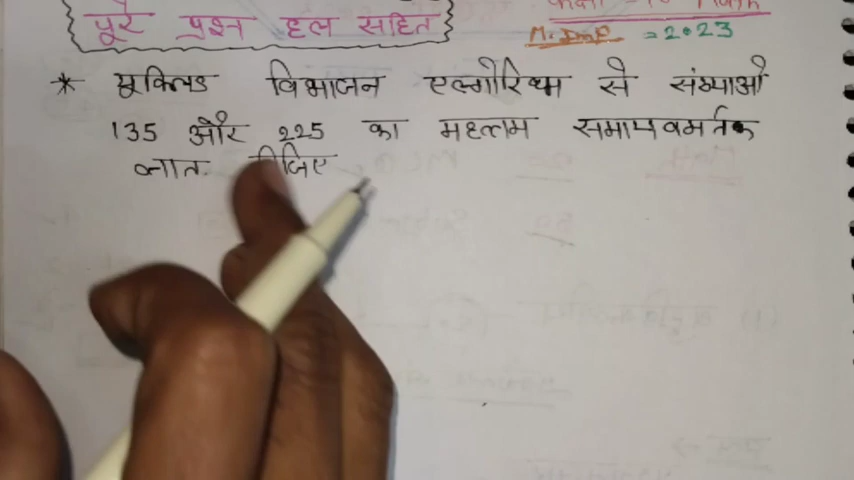 पूरे प्रश्न हल सहित
= 2023
* यूक्लिड विभाजन एल्गोरिथ्म से संख्याओ
135 और 225 का महत्तम समापवर्तक
ज्ञात कीजिए